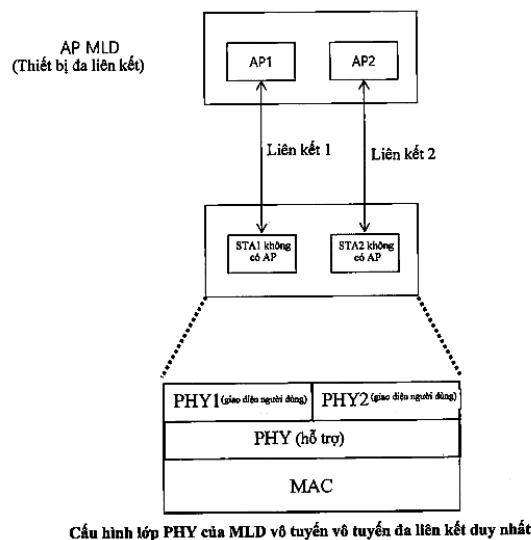 AP MLD
(Thiết bị đa liên kết)
AP1
AP2
Liên kết 1
Liên kết 2
STA1 không
có AP
STA2 không
có AP
PHY1 (giao diện người dùng)
PHY2 (giao diện người dùng)
PHY (hỗ trợ)
MAC
Cấu hình lớp PHY của MLD vô tuyến vô tuyến đa liên kết duy nhất